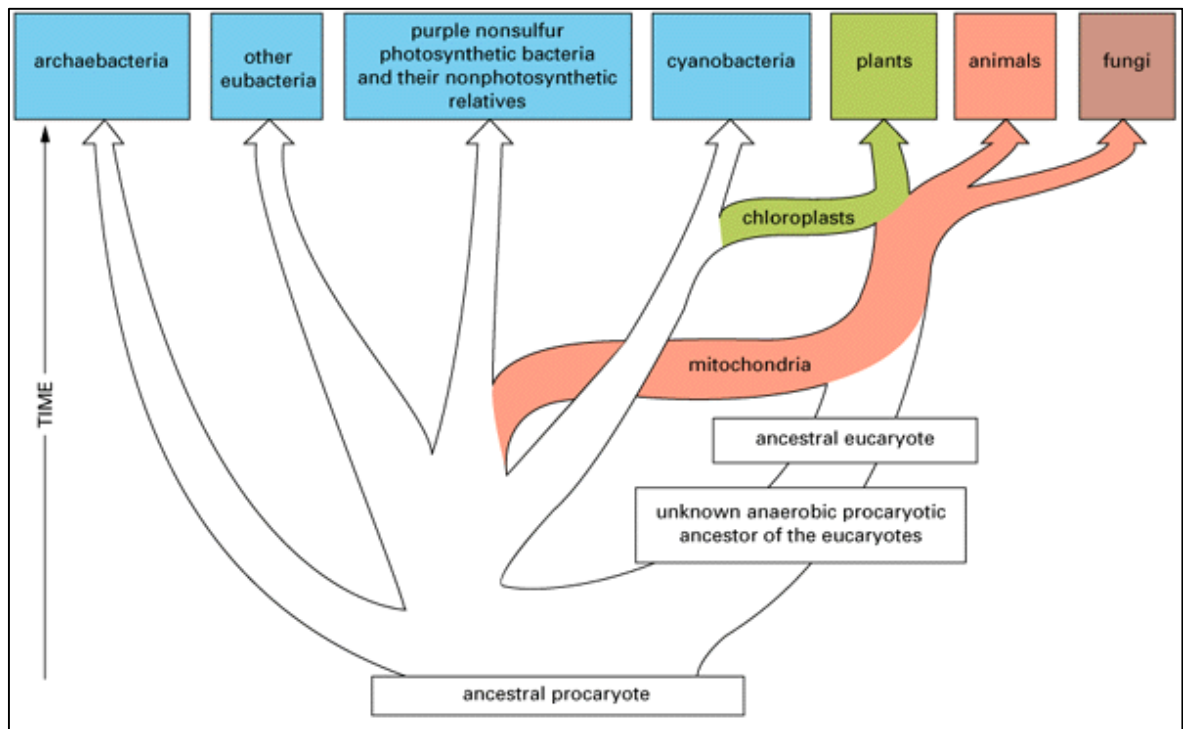 archaebacteria
other
eubacteria
purple nonsulfur
photosynthetic bacteria
and their nonphotosynthetic
relatives
cyanobacteria
plants
animals
fungi
chloroplasts
mitochondria
TIME
ancestral eucaryote
unknown anaerobic procaryotic
ancestor of the eucaryotes
ancestral procaryote